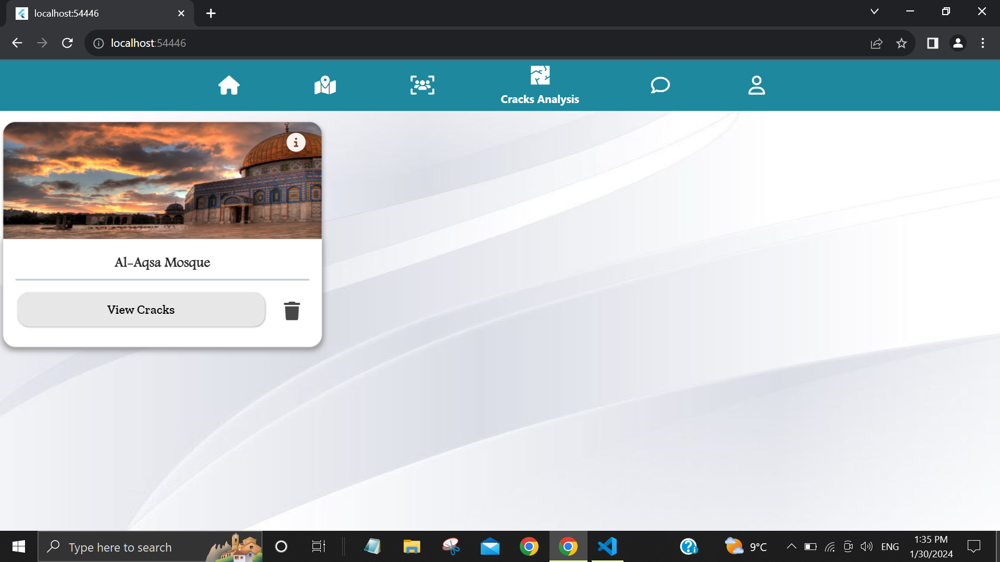 localhost:54446
localhost:54446
Cracks Analysis
Al-Aqsa Mosque
View Cracks
Type here to search
9°C
ENG
1:35 PM
1/30/2024